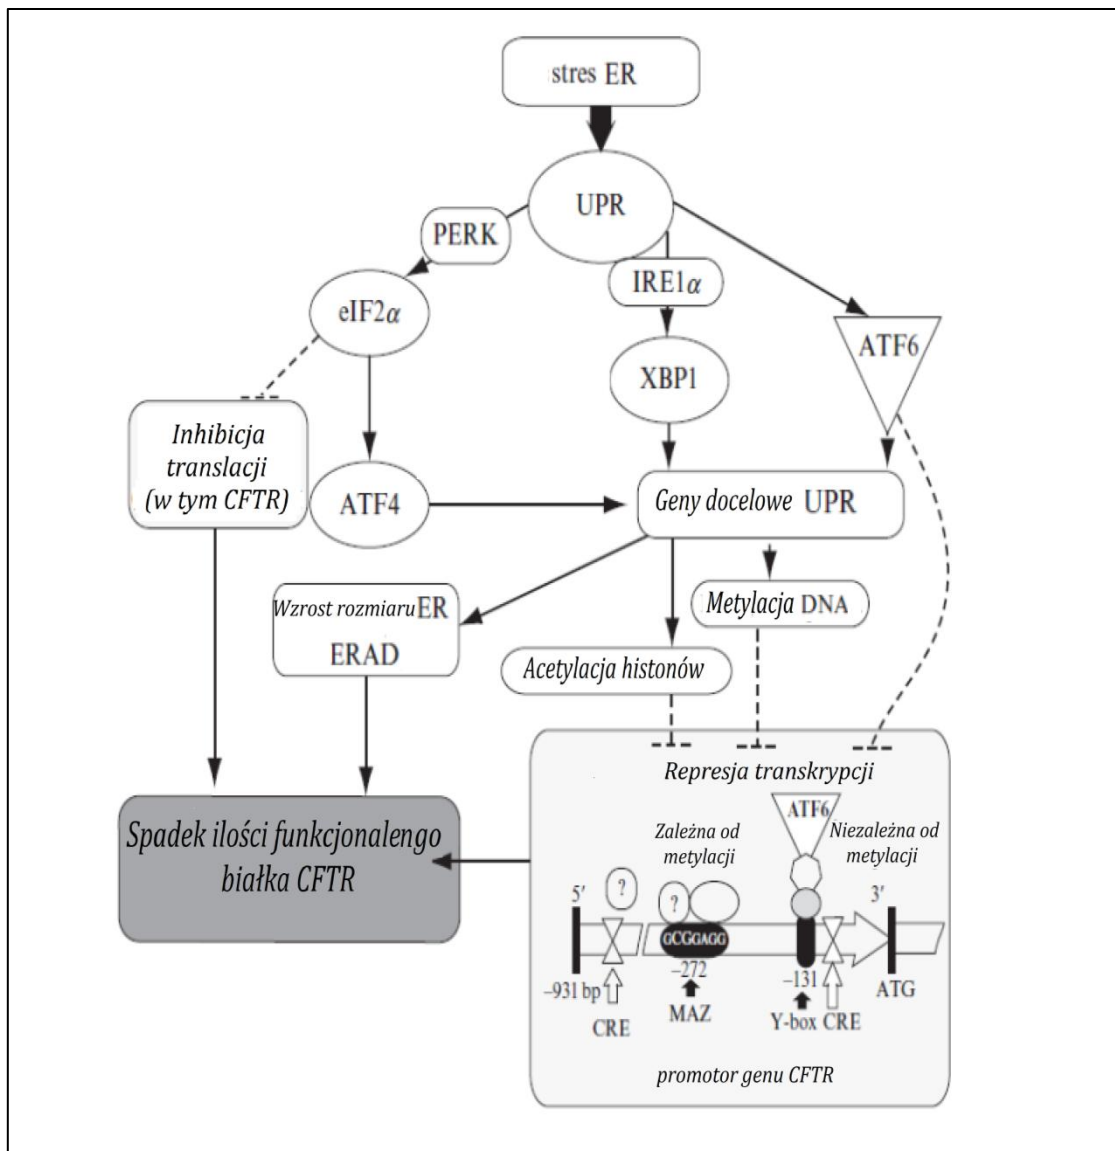 stres ER
UPR
PERK
IRE1α
eIF2α
ATF6
XBP1
Inhibicja
translacji
(w tym CFTR)
ATF4
Geny docelowe UPR
Wzrost rozmiaru ER
ERAD
Metylacja DNA
Acetylacja histonów
Represja transkrypcji
Spadek ilości funkcjonalengo
białka CFTR
Zależna od
metylacji
ATF6
Niezależna od
metylacji
?
?
5′
3′
GCGGAGG
–931 bp
–272
–131
ATG
CRE
MAZ
Y-box CRE
promotor genu CFTR